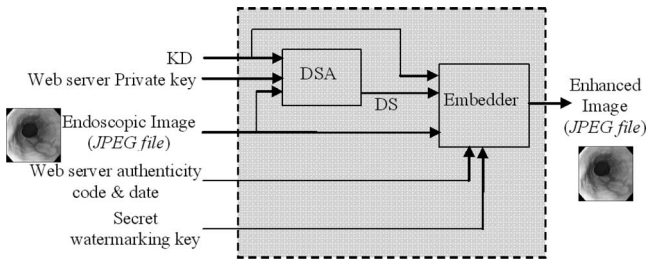 KD
Web server Private key
DSA
DS
Embedder
Endoscopic Image
(JPEG file)
Web server authenticity
code & date
Secret
watermarking key
Enhanced
Image
(JPEG file)